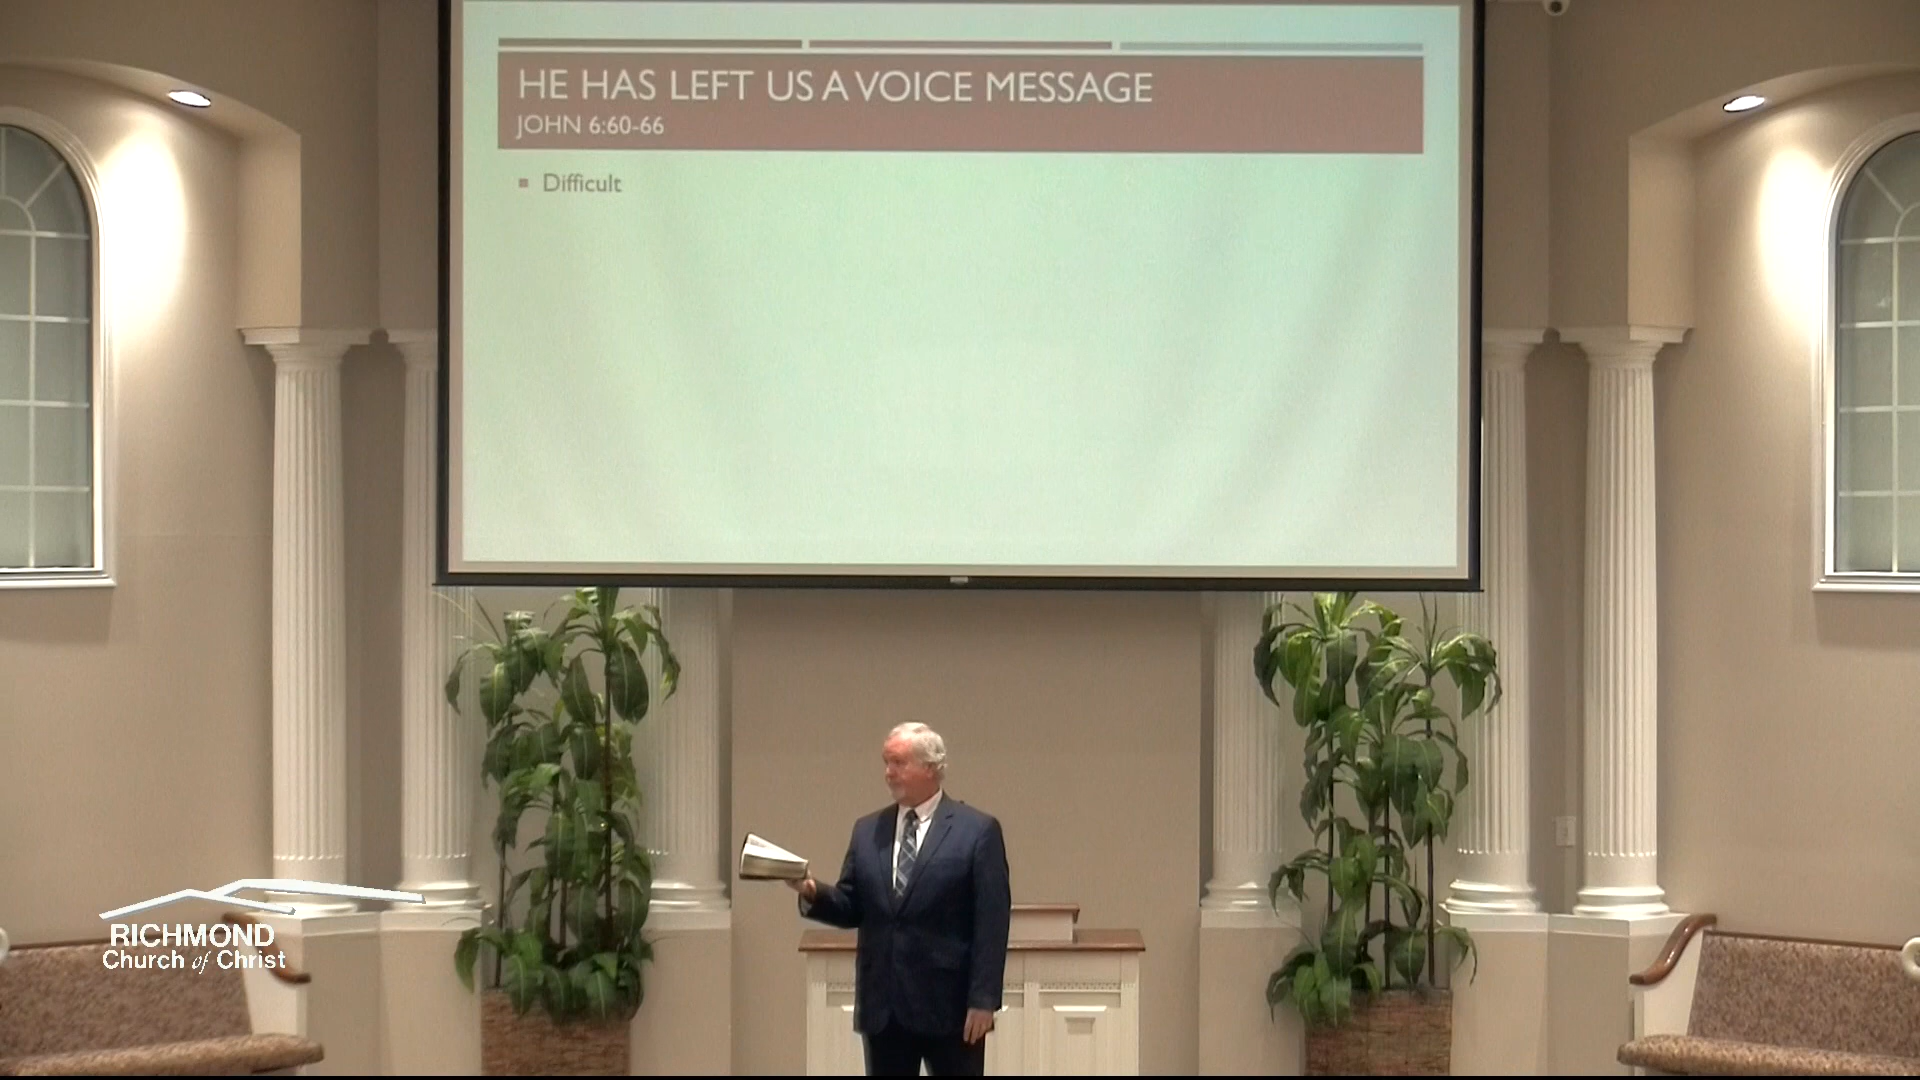 HE HAS LEFT US A VOICE MESSAGE
JOHN 6:60-66
Difficult
RICHMOND
Church of Christ